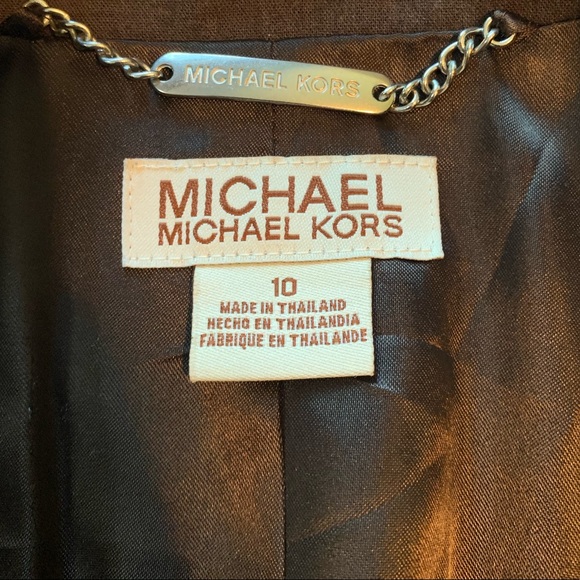 MICHAEL KORS
MICHAEL
MICHAEL KORS
10
MADE IN THAILAND
HECHO EN THAILANDIA
FABRIQUE EN THAILANDE